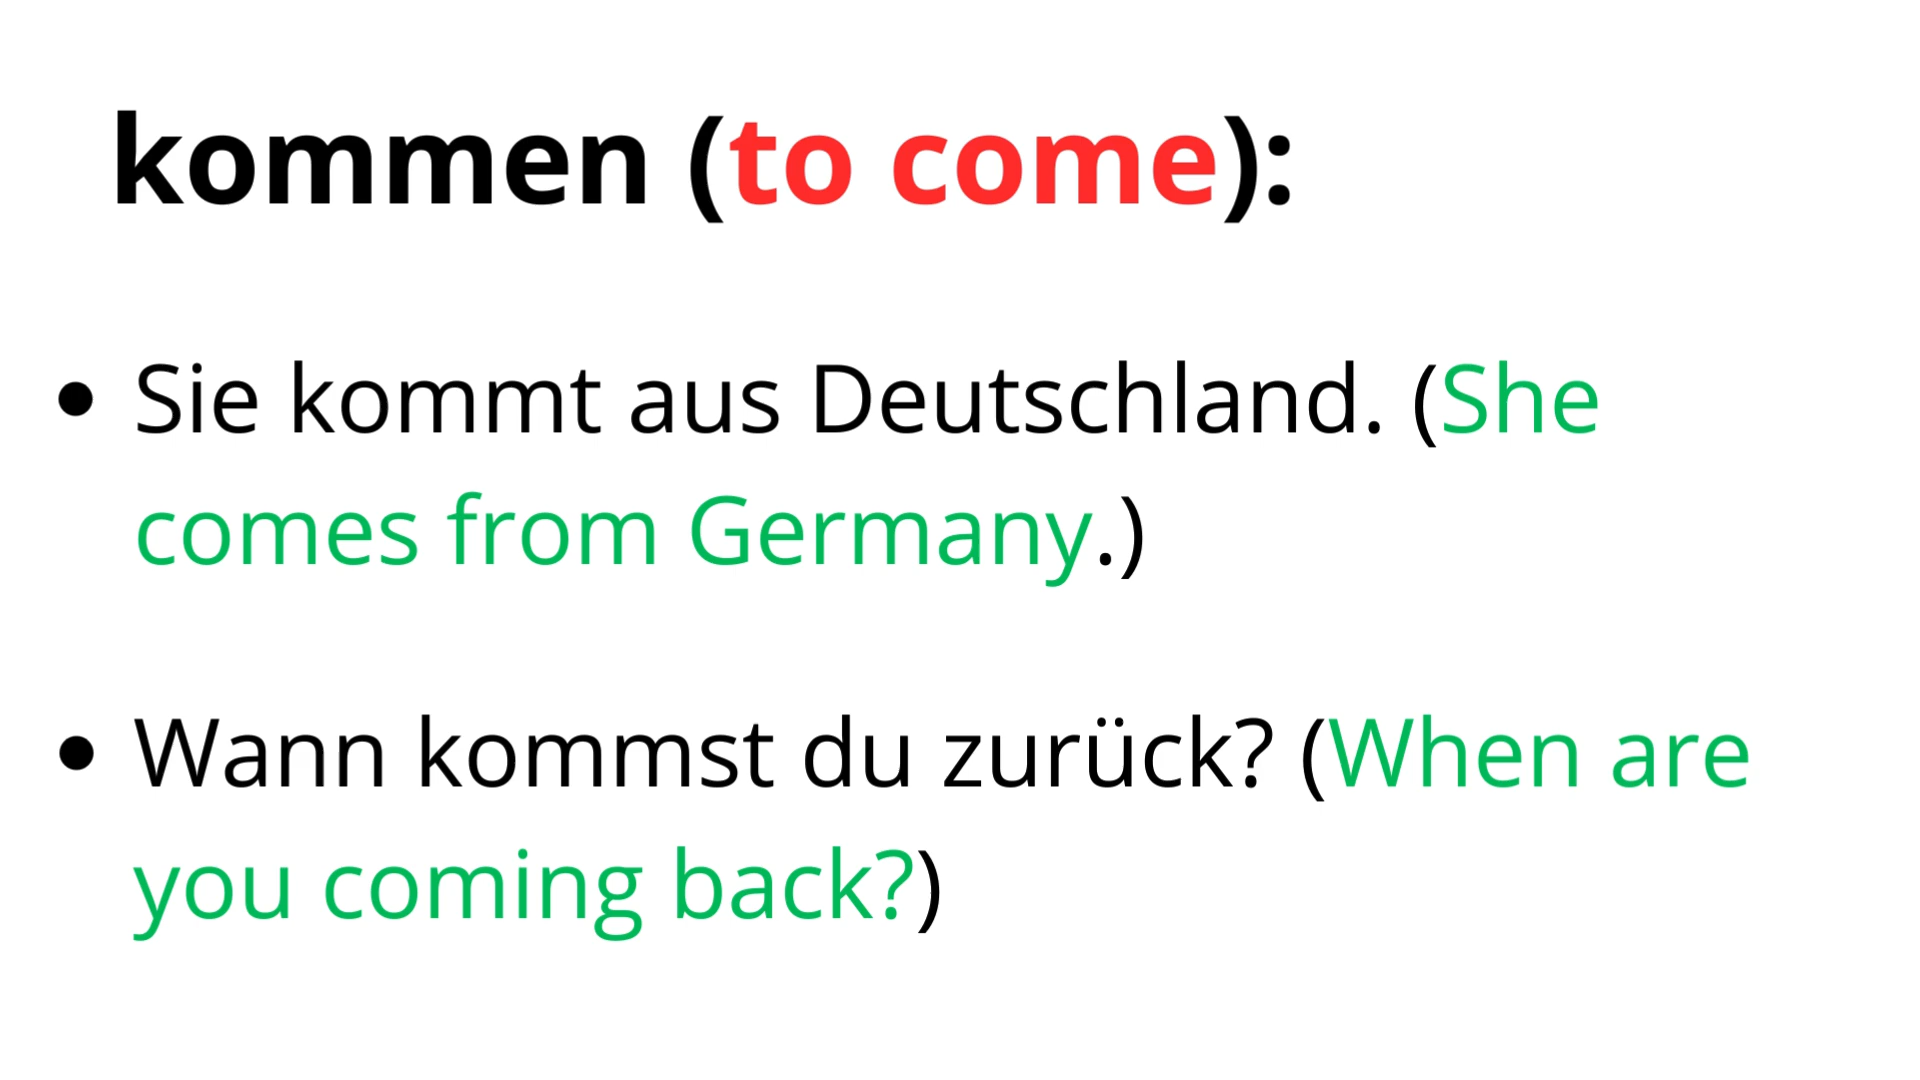 kommen (to come):
• Sie kommt aus Deutschland. (She
comes from Germany.)
• Wann kommst du zurück? (When are
you coming back?)